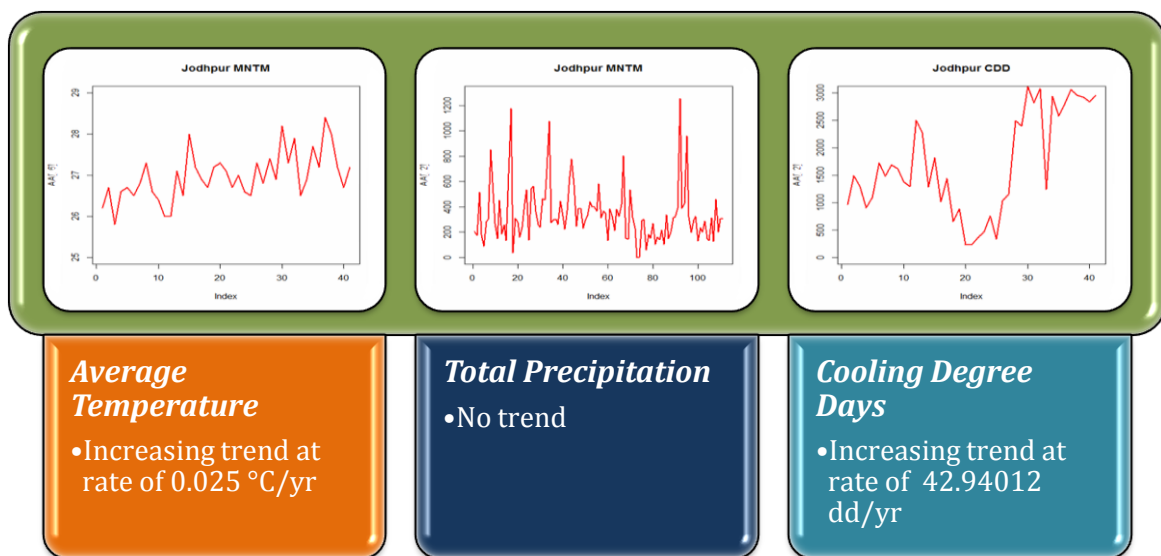 Jodhpur MNTM
29
28
27
26
25
AA[, 5]
0 10 20 30 40
Index
Jodhpur MNTM
1200
1000
800
600
400
200
0
AA[, 2]
0 20 40 60 80 100
Index
Jodhpur CDD
3000
2500
2000
1500
1000
500
0
AA[, 2]
0 10 20 30 40
Index
Average
Temperature
•Increasing trend at
rate of 0.025 °C/yr
Total Precipitation
•No trend
Cooling Degree
Days
•Increasing trend at
rate of 42.94012
dd/yr